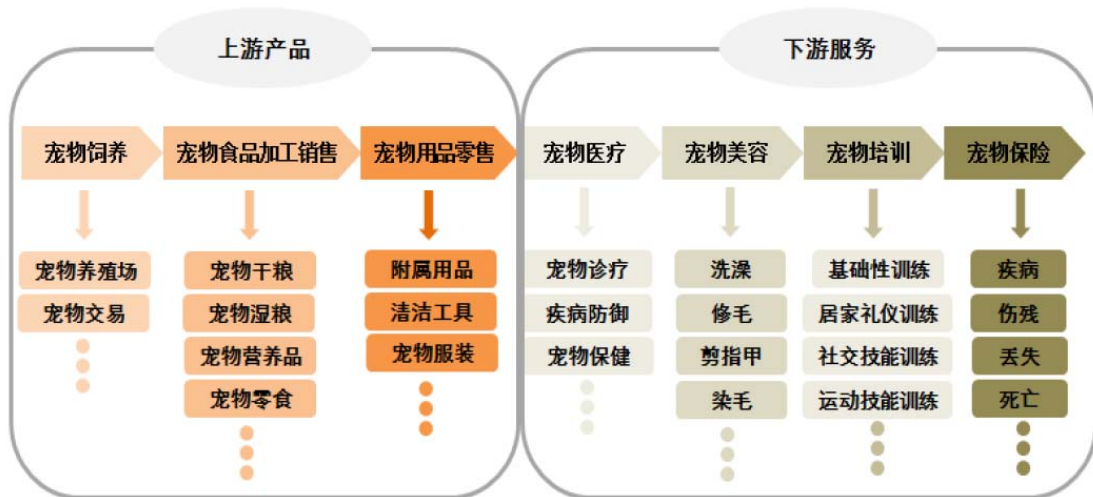 上游产品
下游服务
宠物饲养
宠物食品加工销售
宠物用品零售
宠物医疗
宠物美容
宠物培训
宠物保险
宠物养殖场
宠物交易
宠物干粮
宠物湿粮
宠物营养品
宠物零食
附属用品
清洁工具
宠物服装
宠物诊疗
疾病防御
宠物保健
洗澡
修毛
剪指甲
染毛
基础性训练
居家礼仪训练
社交技能训练
运动技能训练
疾病
伤残
丢失
死亡